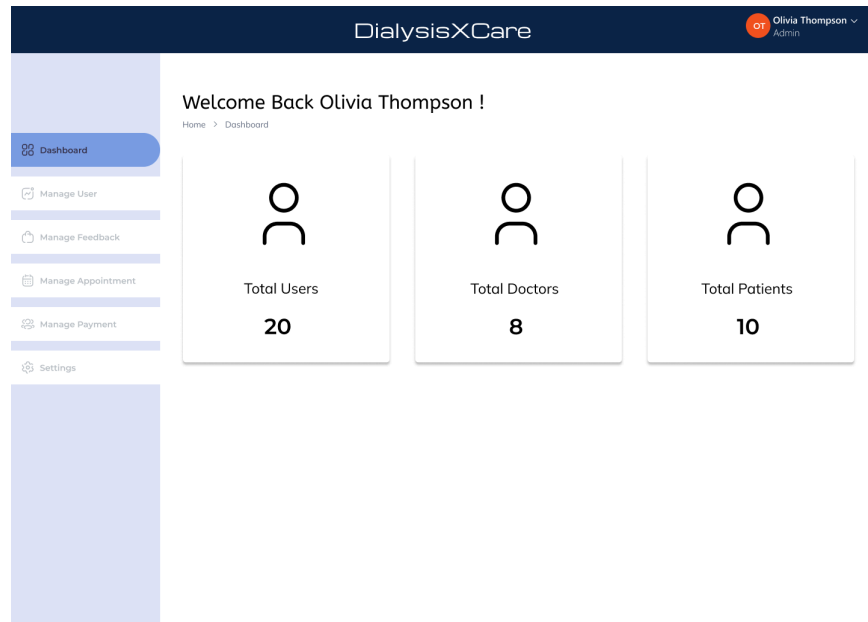 DialysisXCare
OT
Olivia Thompson
Admin
Welcome Back Olivia Thompson !
Home > Dashboard
Dashboard
Manage User
Manage Feedback
Manage Appointment
Manage Payment
Settings
Total Users
20
Total Doctors
8
Total Patients
10